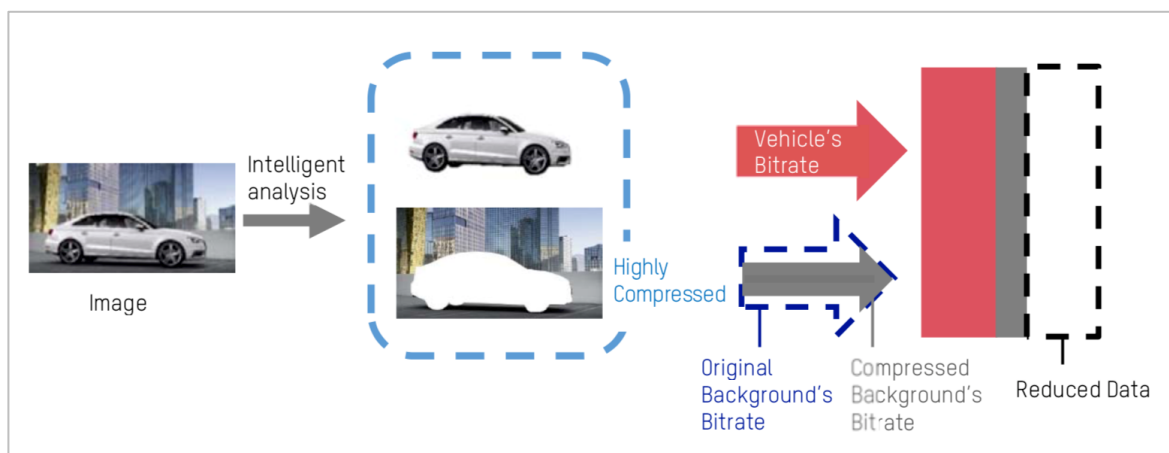 Intelligent
analysis
Image
Highly
Compressed
Vehicle's
Bitrate
Original
Background's
Bitrate
Compressed
Background's
Bitrate
Reduced Data